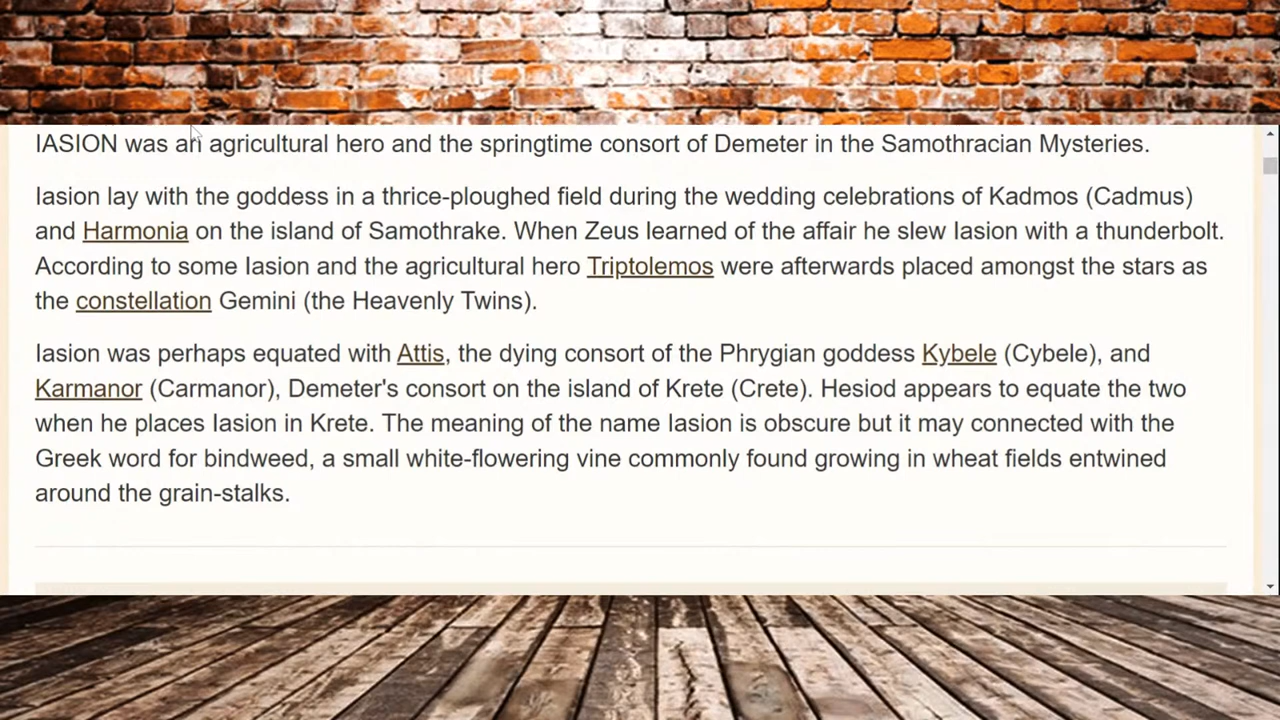 IASION was an agricultural hero and the springtime consort of Demeter in the Samothracian Mysteries.
Iasion lay with the goddess in a thrice-ploughed field during the wedding celebrations of Kadmos (Cadmus)
and Harmonia on the island of Samothrake. When Zeus learned of the affair he slew Iasion with a thunderbolt.
According to some Iasion and the agricultural hero Triptolemos were afterwards placed amongst the stars as
the constellation Gemini (the Heavenly Twins).
Iasion was perhaps equated with Attis, the dying consort of the Phrygian goddess Kybele (Cybele), and
Karmanor (Carmanor), Demeter's consort on the island of Krete (Crete). Hesiod appears to equate the two
when he places Iasion in Krete. The meaning of the name Iasion is obscure but it may connected with the
Greek word for bindweed, a small white-flowering vine commonly found growing in wheat fields entwined
around the grain-stalks.